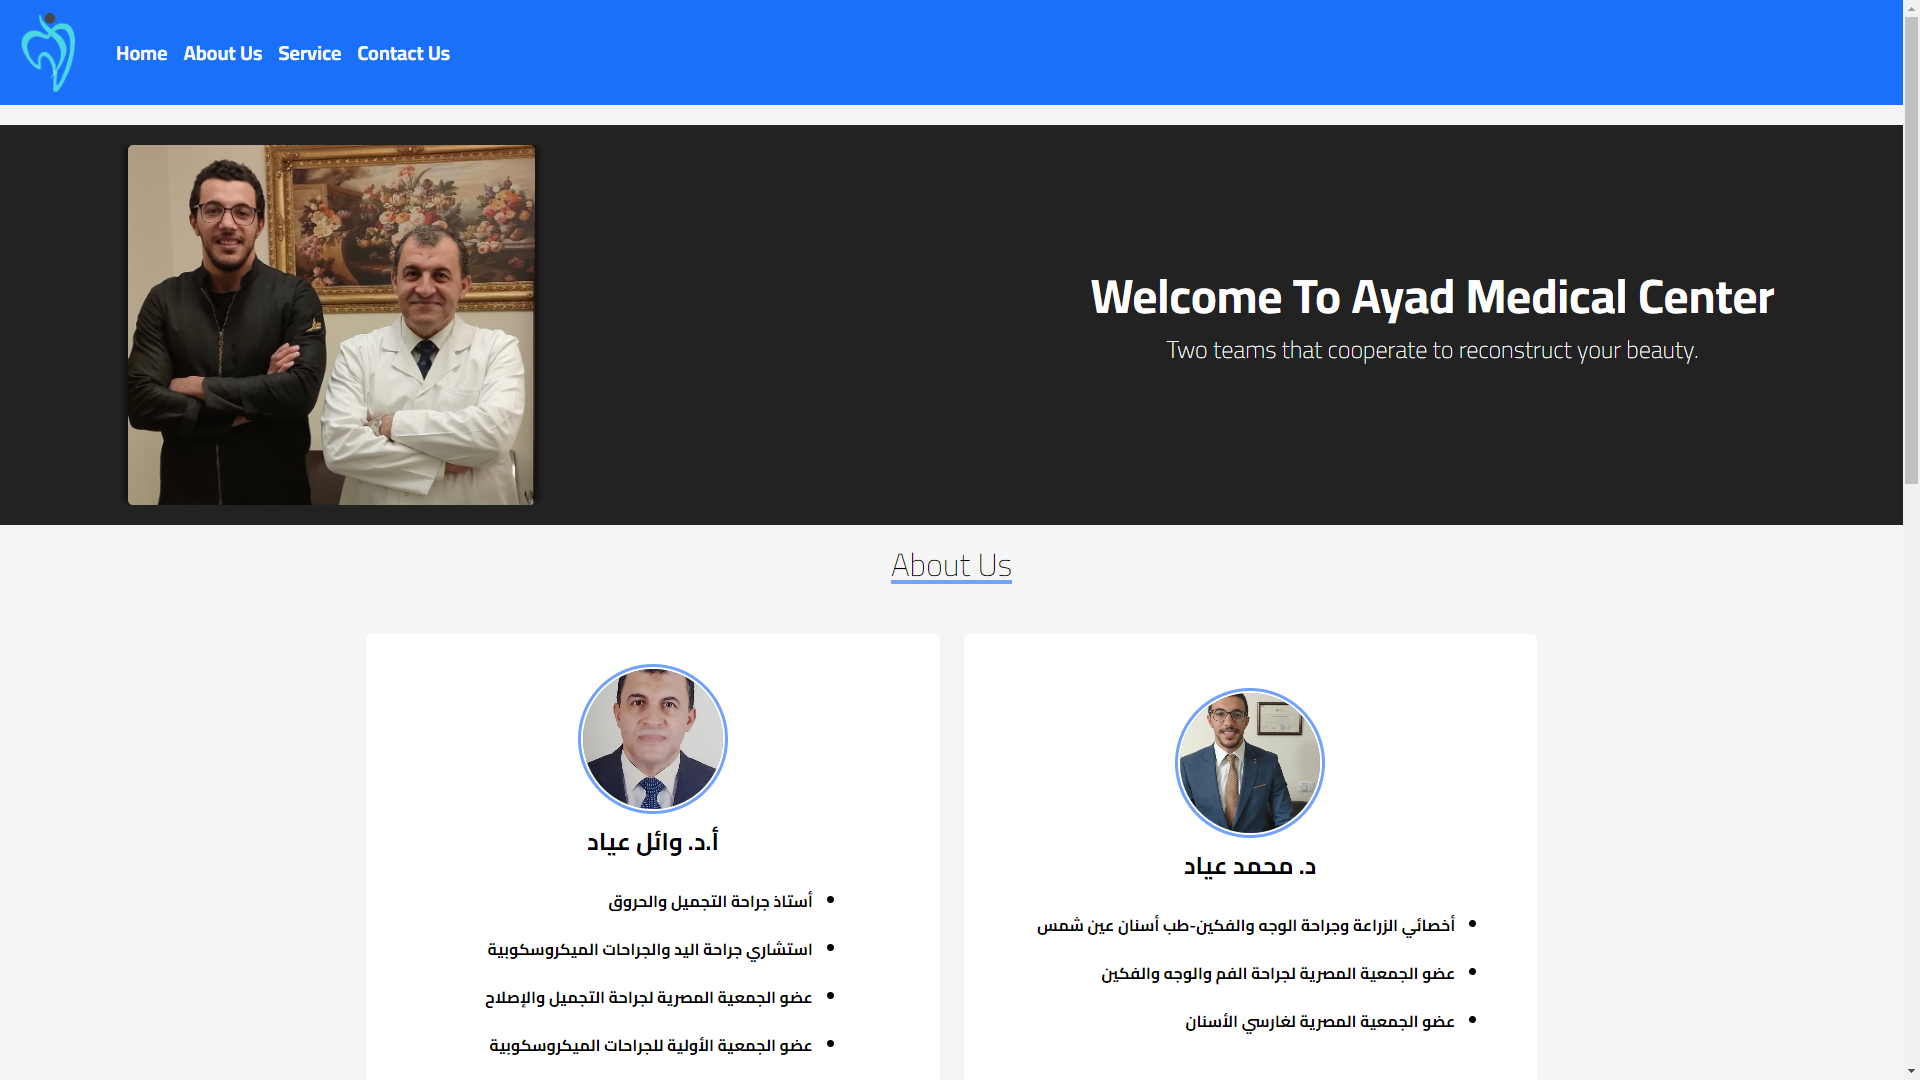 Home
About Us
Service
Contact Us
Welcome To Ayad Medical Center
Two teams that cooperate to reconstruct your beauty.
About Us
أ.د. وائل عياد
أستاذ جراحة التجميل والحروق
استشاري جراحة اليد والجراحات الميكروسكوبية
عضو الجمعية المصرية لجراحة التجميل والإصلاح
عضو الجمعية الأولية للجراحات الميكروسكوبية
د. محمد عياد
أخصائي الزراعة وجراحة الوجه والفكين-طب أسنان عين شمس
عضو الجمعية المصرية لجراحة الفم والوجه والفكين
عضو الجمعية المصرية لغارسي الأسنان